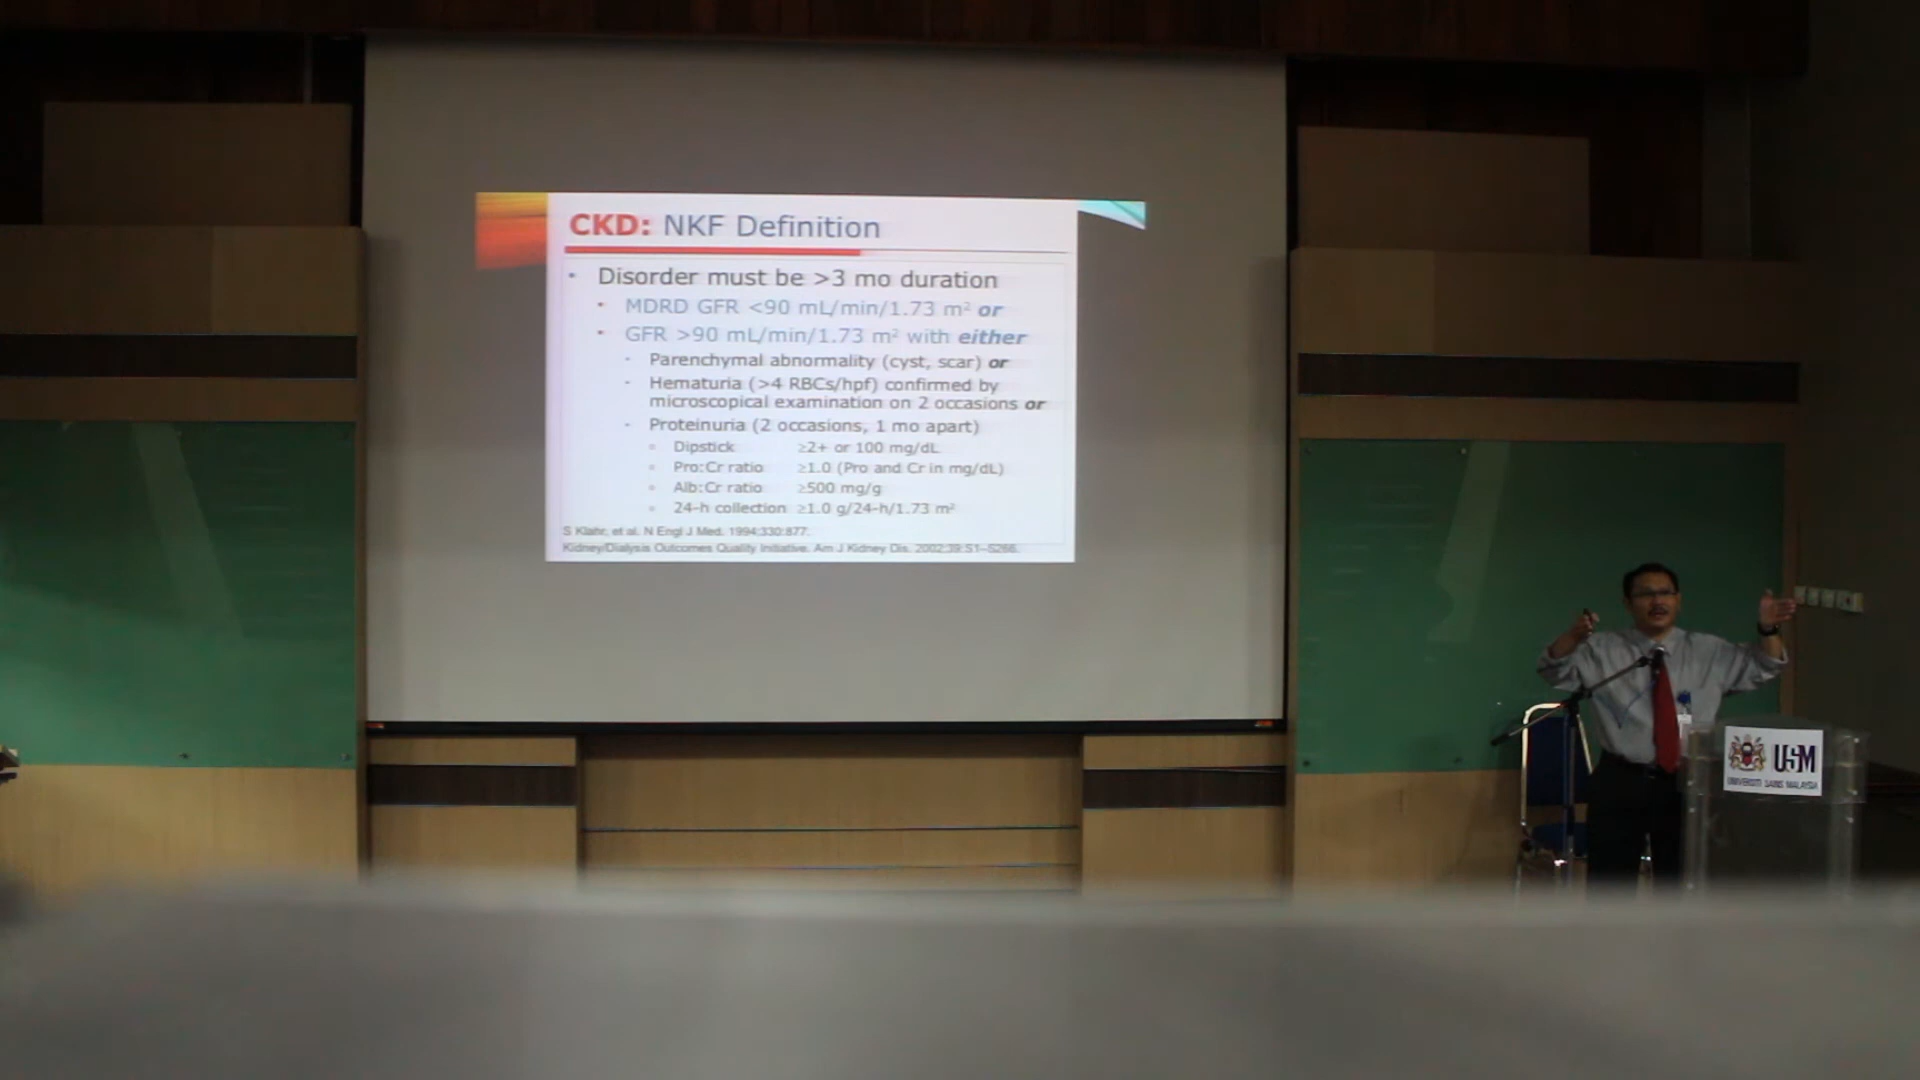 CKD: NKF Definition
• Disorder must be >3 mo duration
• MDRD GFR <90 mL/min/1.73 m² or
• GFR >90 mL/min/1.73 m² with either
- Parenchymal abnormality (cyst, scar) or
- Hematuria (>4 RBCs/hpf) confirmed by
microscopical examination on 2 occasions or
- Proteinuria (2 occasions, 1 mo apart)
▫ Dipstick ≥2+ or 100 mg/dL
▫ Pro:Cr ratio ≥1.0 (Pro and Cr in mg/dL)
▫ Alb:Cr ratio ≥500 mg/g
▫ 24-h collection ≥1.0 g/24-h/1.73 m²
S Klahr, et al. N Engl J Med. 1994;330:877.
Kidney/Dialysis Outcomes Quality Initiative. Am J Kidney Dis. 2002;39:S1–S266.
USM
UNIVERSITI SAINS MALAYSIA